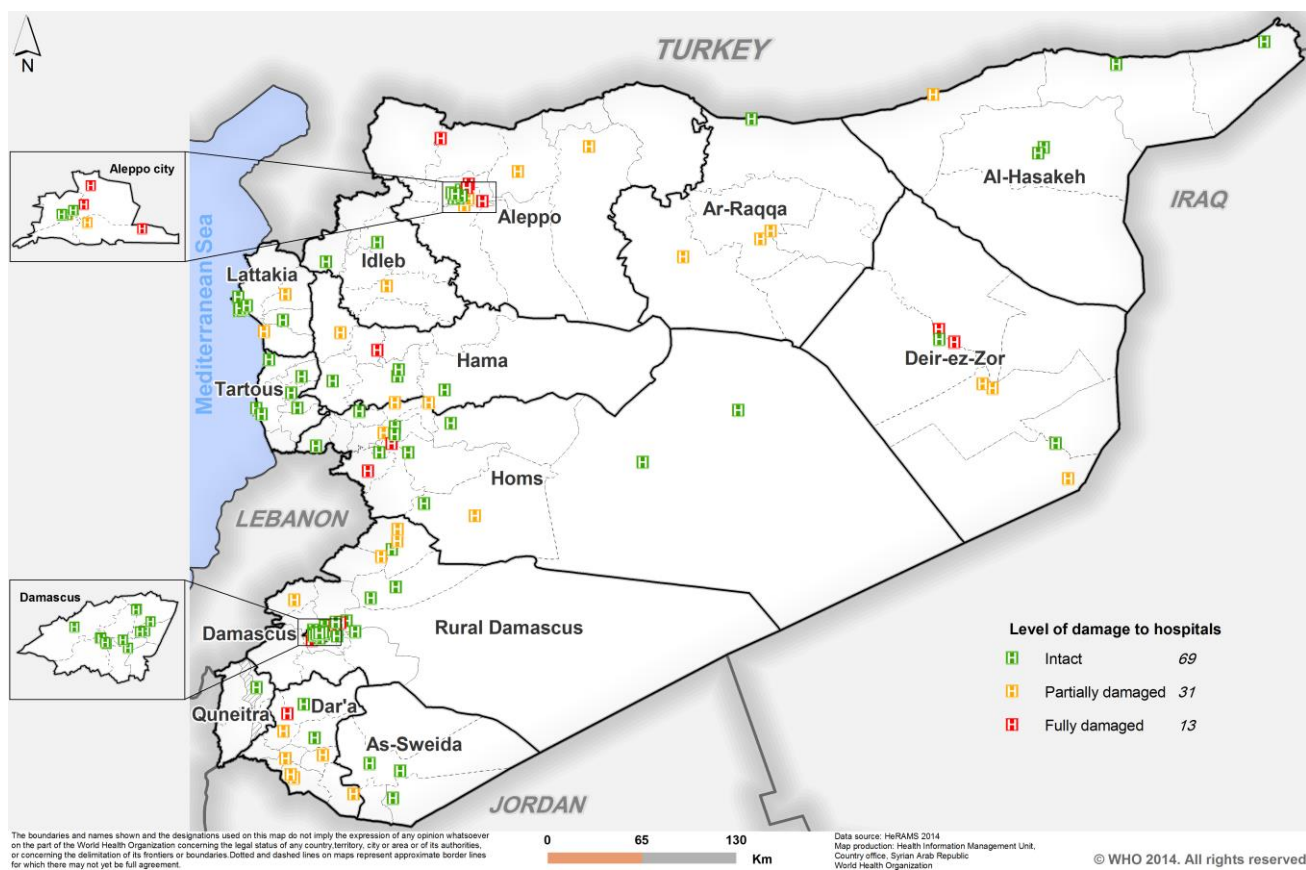 N
TURKEY
Aleppo city
Al-Hasakeh
IRAQ
Ar-Raqqa
Aleppo
Mediterranean Sea
Idleb
Lattakia
Deir-ez-Zor
Hama
Tartous
Homs
LEBANON
Damascus
Rural Damascus
Damascus
Level of damage to hospitals
H Intact 69
H Partially damaged 31
H Fully damaged 13
Quneitra
Dar'a
As-Sweida
JORDAN
The boundaries and names shown and the designations used on this map do not imply the expression of any opinion whatsoever
on the part of the World Health Organization concerning the legal status of any country,territory, city or area or of its authorities,
or concerning the delimitation of its frontiers or boundaries.Dotted and dashed lines on maps represent approximate border lines
for which there may not yet be full agreement.
0 65 130
Km
Data source: HeRAMS 2014
Map production: Health Information Management Unit,
Country office, Syrian Arab Republic
World Health Organization
© WHO 2014. All rights reserved